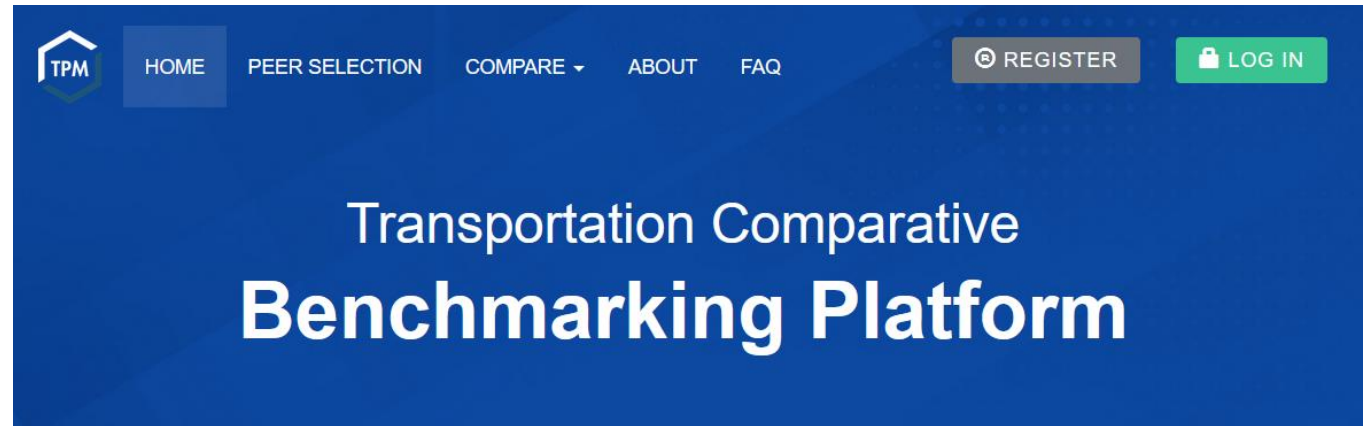 TPM HOME PEER SELECTION COMPARE ABOUT FAQ ® REGISTER LOG IN
Transportation Comparative
Benchmarking Platform